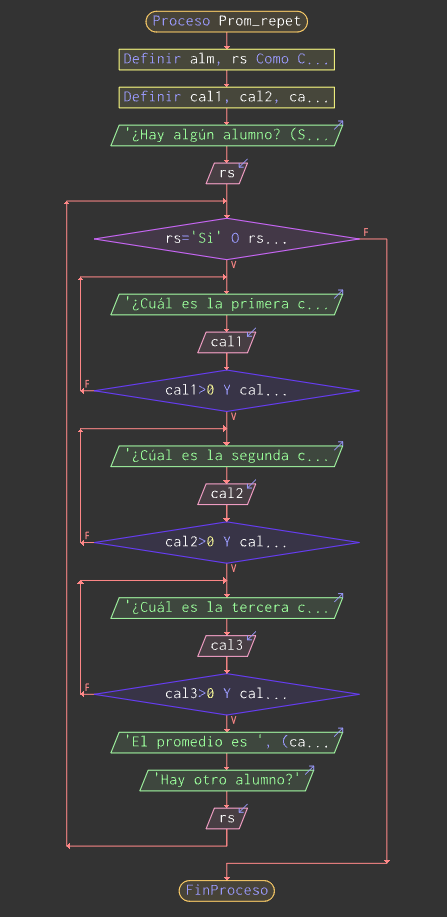 Proceso Prom_repet
Definir alm, rs Como C...
Definir cal1, cal2, ca...
'¿Hay algún alumno? (S...
rs
rs='Si' O rs...
F
V
'¿Cuál es la primera c...
cal1
cal1>0 Y cal...
F
V
'¿Cúal es la segunda c...
cal2
cal2>0 Y cal...
F
V
'¿Cuál es la tercera c...
cal3
cal3>0 Y cal...
F
V
'El promedio es ', (ca...
'Hay otro alumno?'
rs
FinProceso